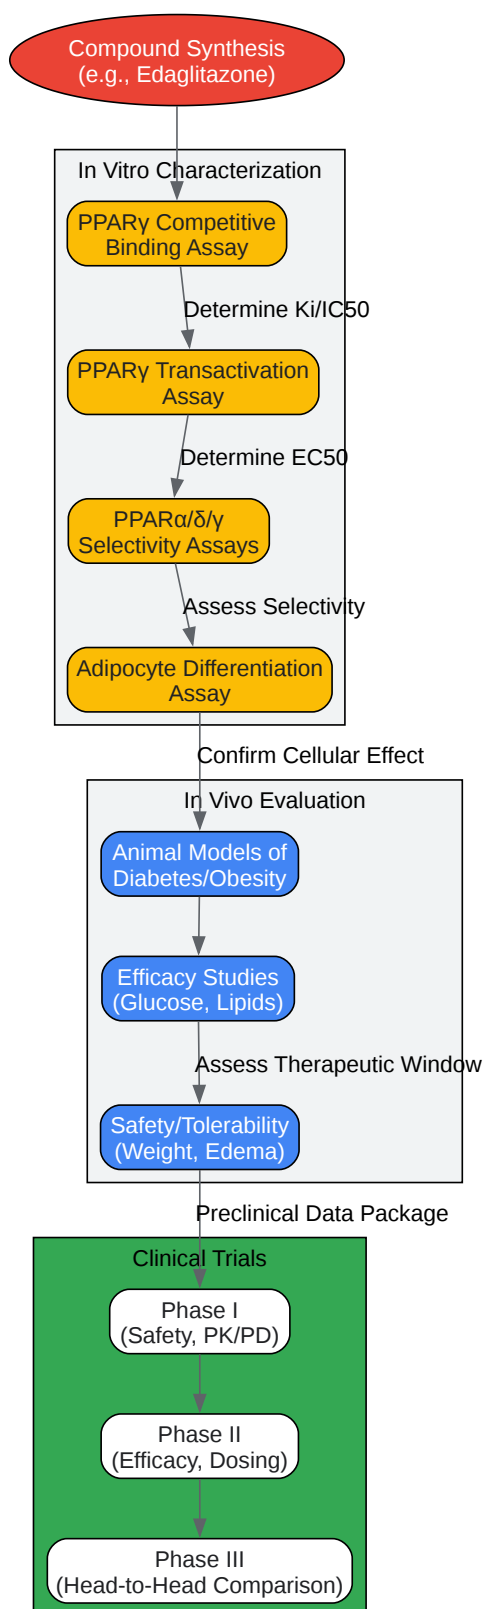 Compound Synthesis
(e.g., Edaglitazone)
In Vitro Characterization
PPARγ Competitive
Binding Assay
Determine Ki/IC50
PPARγ Transactivation
Assay
Determine EC50
PPARα/δ/γ
Selectivity Assays
Assess Selectivity
Adipocyte Differentiation
Assay
Confirm Cellular Effect
In Vivo Evaluation
Animal Models of
Diabetes/Obesity
Efficacy Studies
(Glucose, Lipids)
Assess Therapeutic Window
Safety/Tolerability
(Weight, Edema)
Preclinical Data Package
Clinical Trials
Phase I
(Safety, PK/PD)
Phase II
(Efficacy, Dosing)
Phase III
(Head-to-Head Comparison)